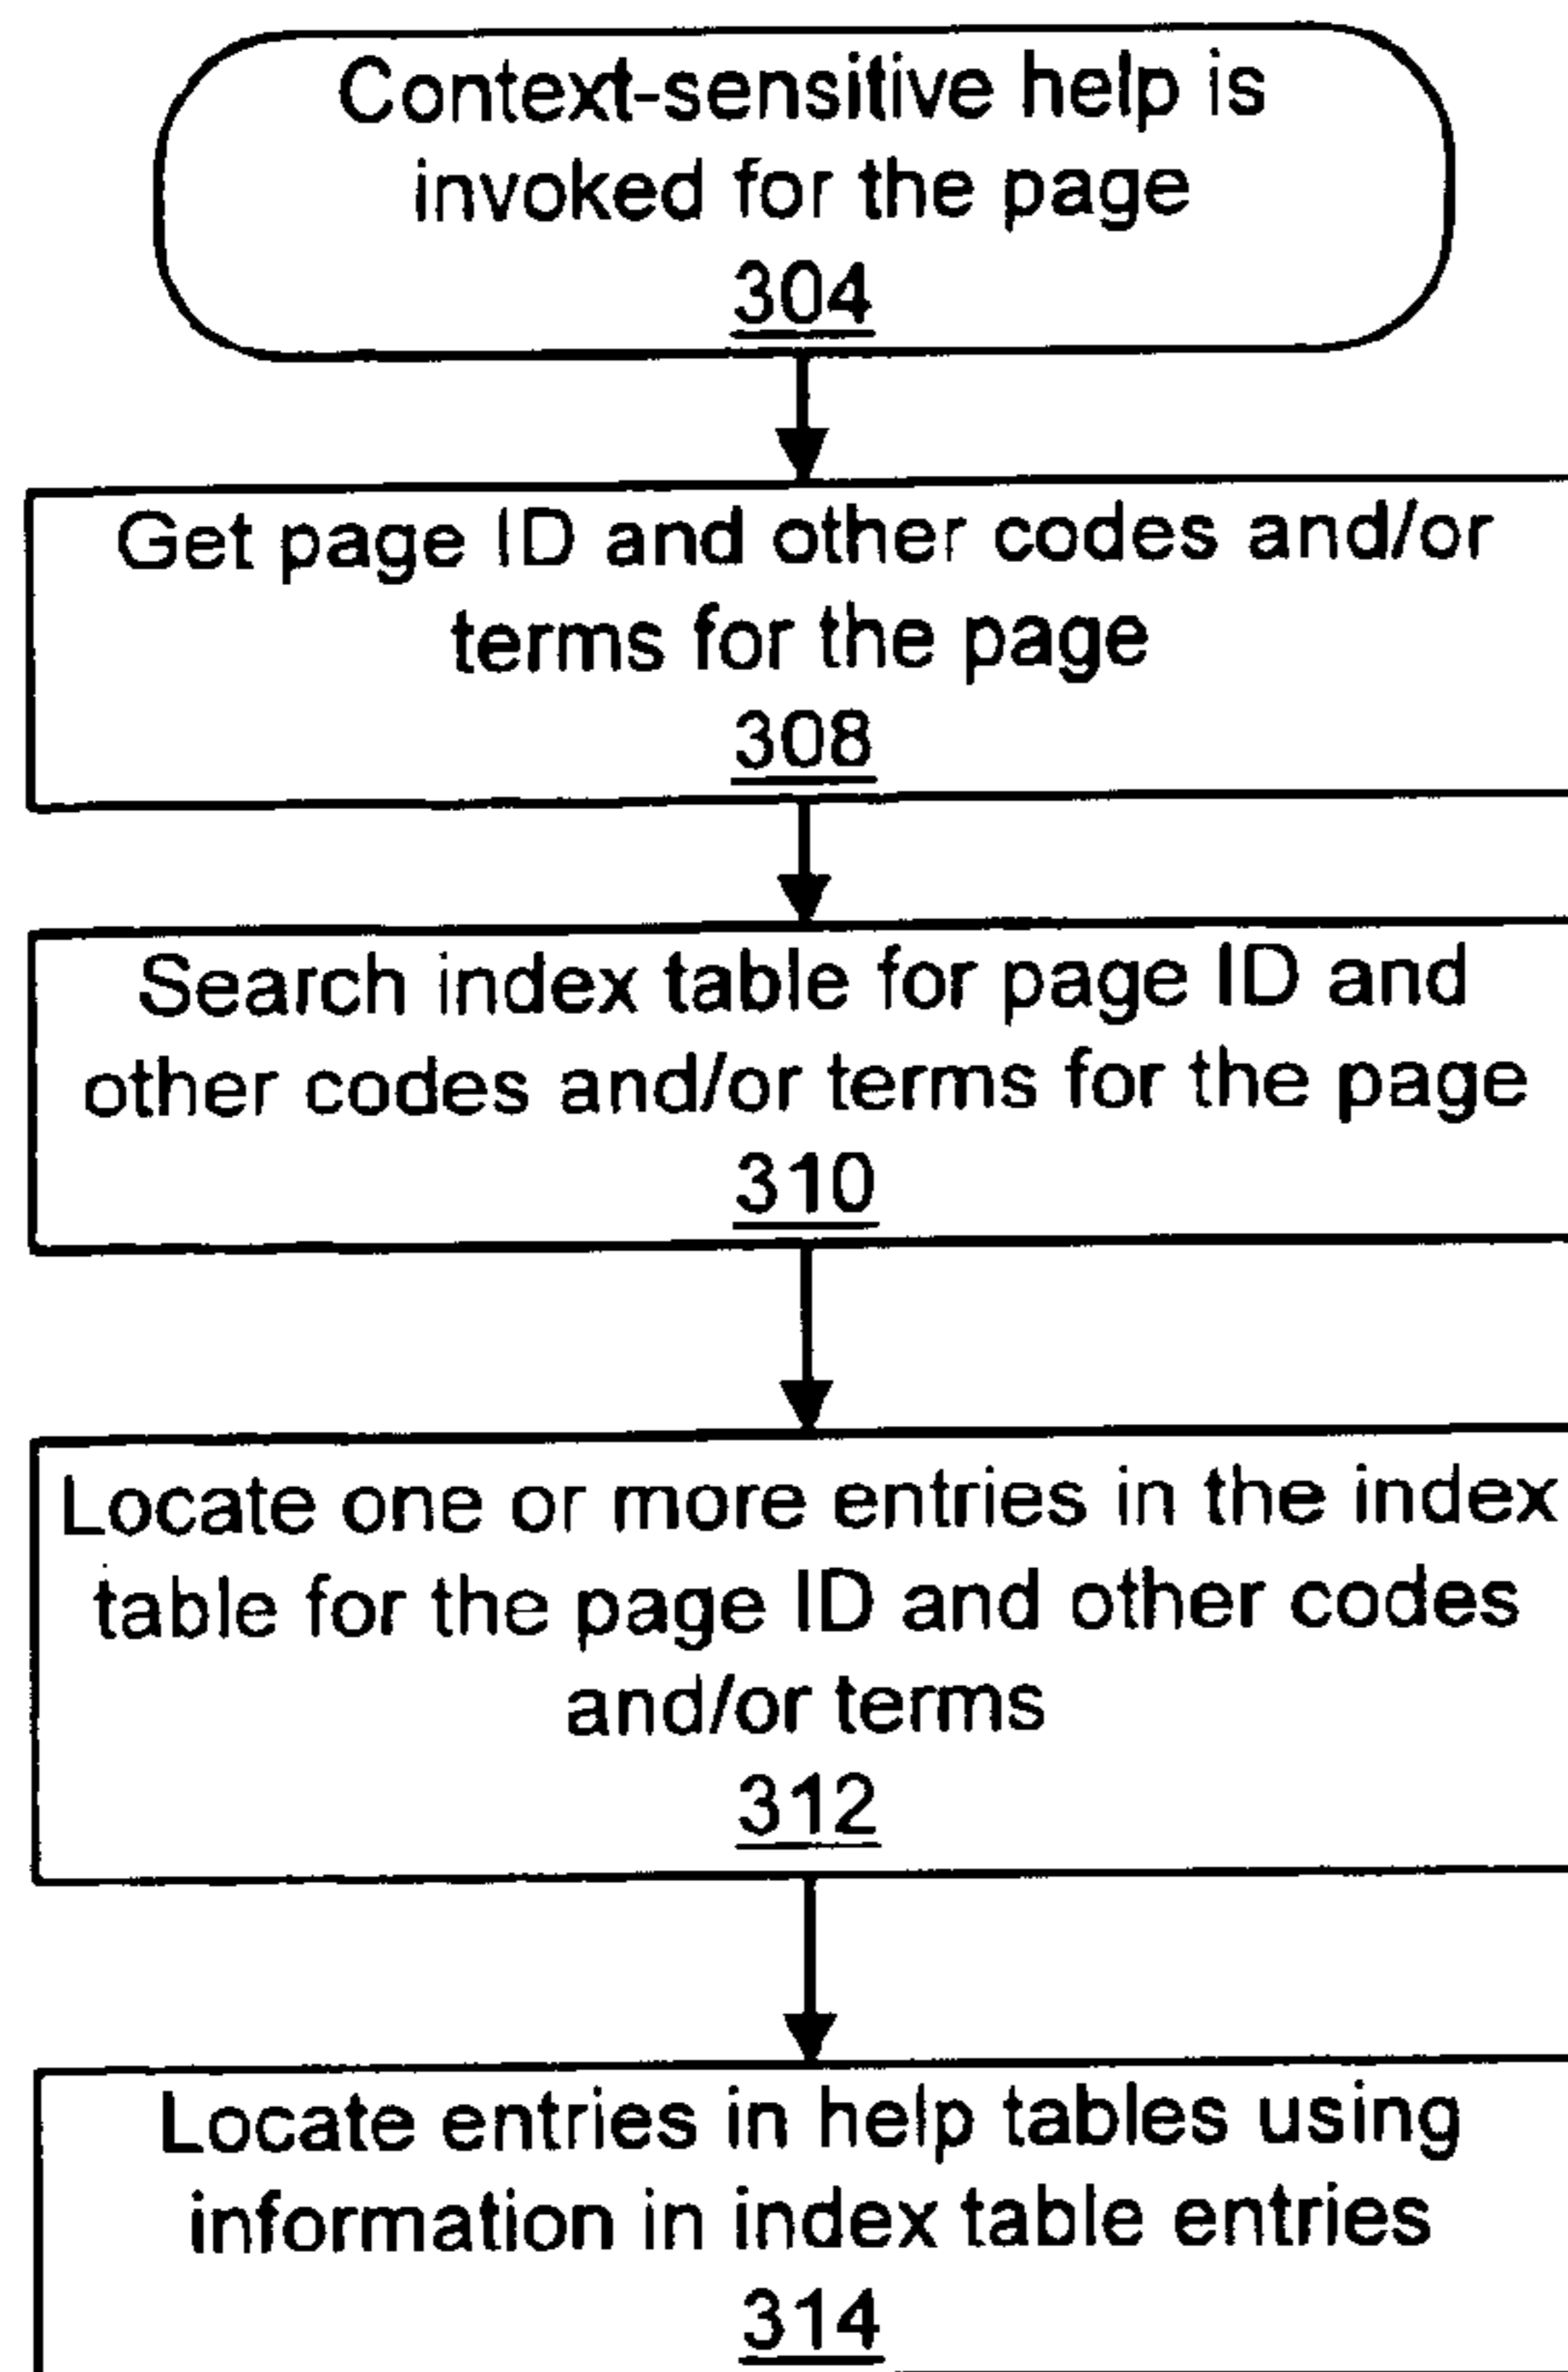 Context-sensitive help is
invoked for the page
304
Get page ID and other codes and/or
terms for the page
308
Search index table for page ID and
other codes and/or terms for the page
310
Locate one or more entries in the index
table for the page ID and other codes
and/or terms
312
Locate entries in help tables using
information in index table entries
314